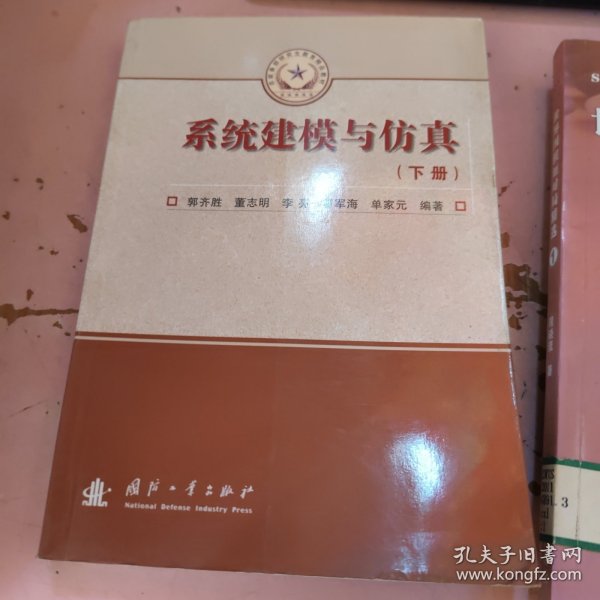 系统建模与仿真
(下册)
郭齐胜 董志明 李亮 军海 单家元 编著
国防工业出版社
National Defense Industry Press
3
孔夫子旧书网
www.kongfz.com